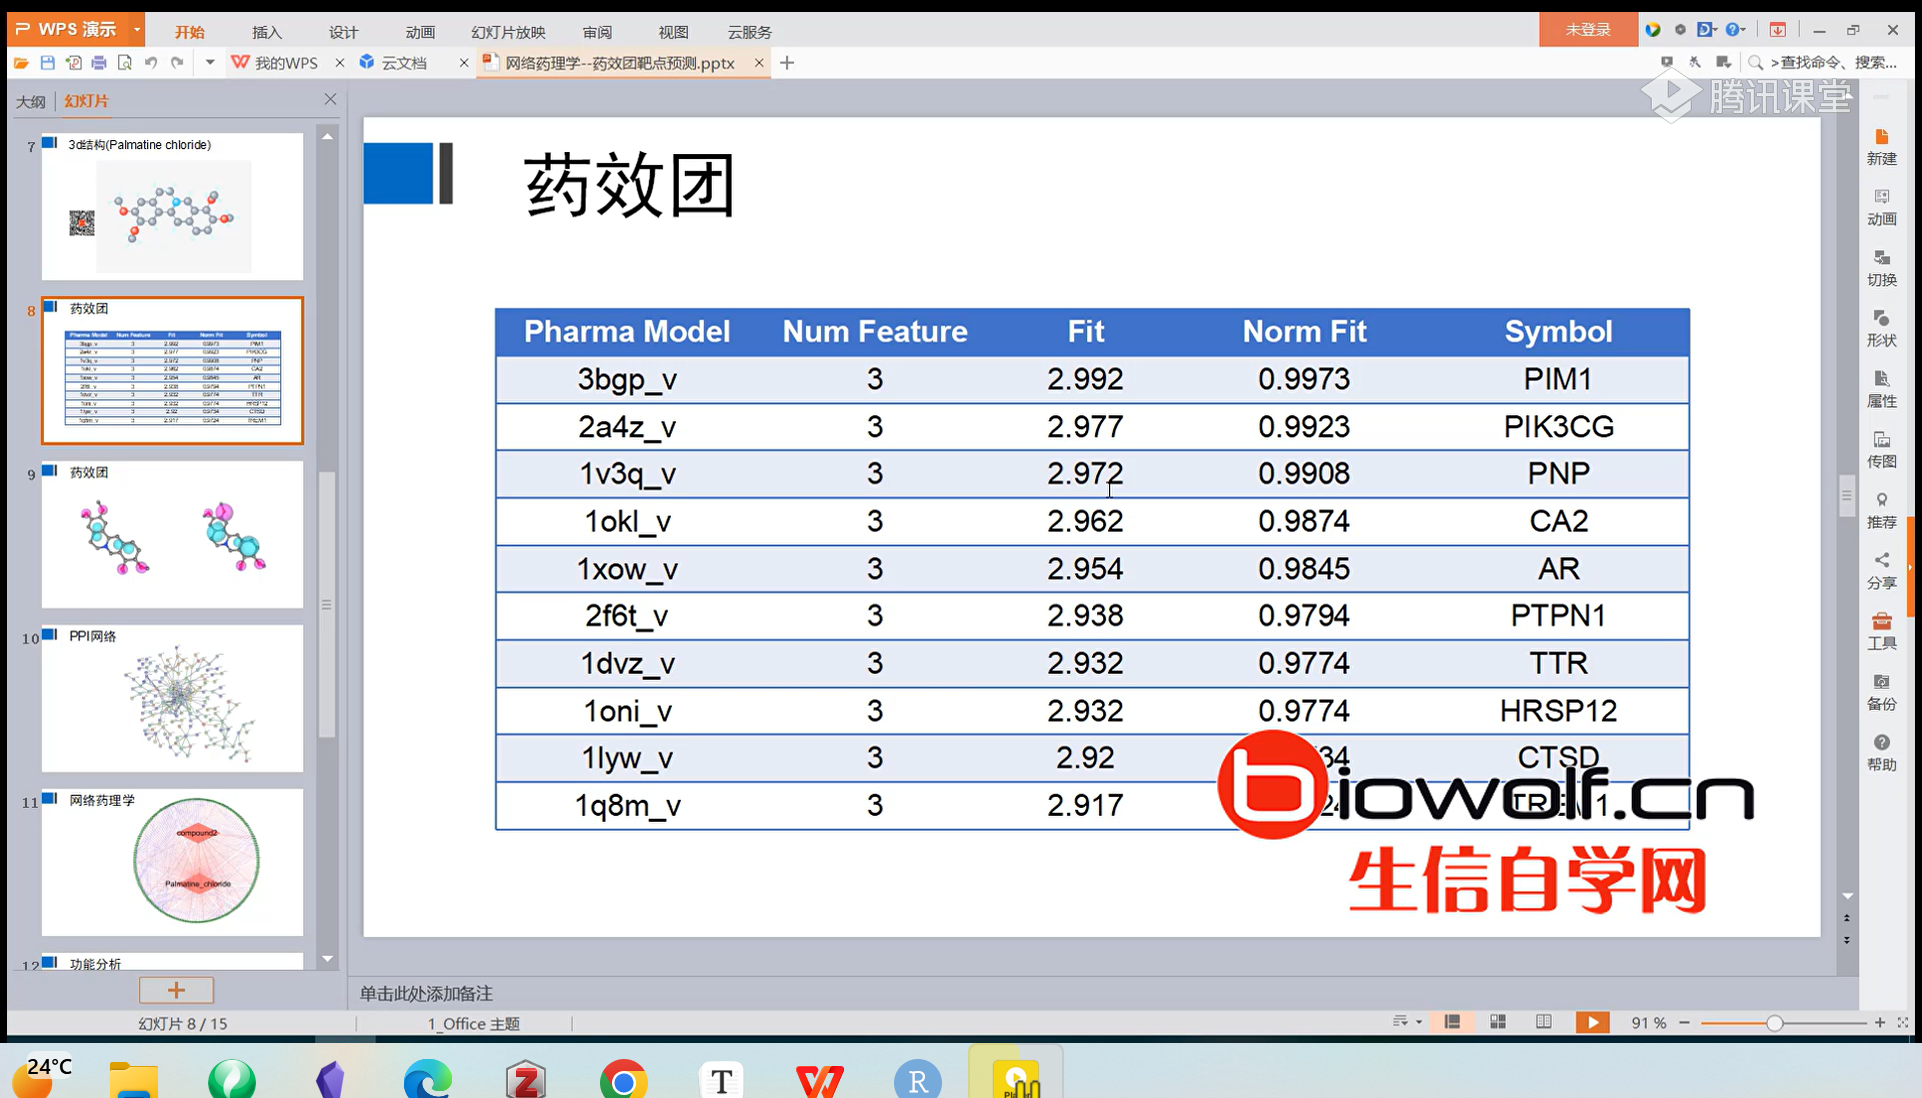 WPS 演示
开始 插入 设计 动画 幻灯片放映 审阅 视图 云服务
未登录
我的WPS
云文档
网络药理学--药效团靶点预测.pptx
>查找命令、搜索...
腾讯课堂
大纲 幻灯片
7
3d结构(Palmatine chloride)
8
药效团
9
药效团
10
PPI网络
11
网络药理学
compound2
Palmatine_chloride
12
功能分析
药效团
Pharma Model Num Feature Fit Norm Fit Symbol
3bgp_v 3 2.992 0.9973 PIM1
2a4z_v 3 2.977 0.9923 PIK3CG
1v3q_v 3 2.972 0.9908 PNP
1okl_v 3 2.962 0.9874 CA2
1xow_v 3 2.954 0.9845 AR
2f6t_v 3 2.938 0.9794 PTPN1
1dvz_v 3 2.932 0.9774 TTR
1oni_v 3 2.932 0.9774 HRSP12
1lyw_v 3 2.92 CTSD
1q8m_v 3 2.917
biowolf.cn
生信自学网
新建
动画
切换
形状
属性
传图
推荐
分享
工具
备份
帮助
单击此处添加备注
幻灯片 8 / 15
1_Office 主题
91 %
24°C